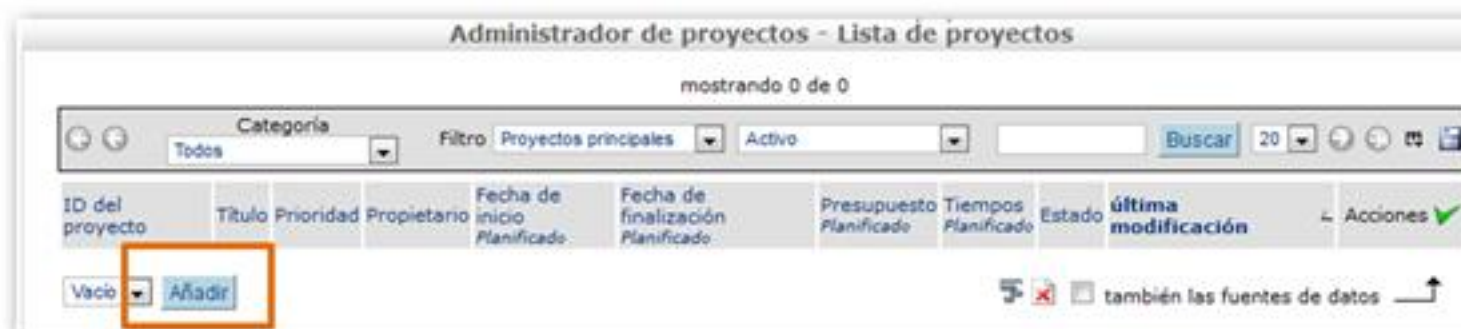 Administrador de proyectos - Lista de proyectos
mostrando 0 de 0
Categoría
Todos Filtro Proyectos principales Activo Buscar 20
ID del proyecto Título Prioridad Propietario Fecha de inicio Planificado Fecha de finalización Planificado Presupuesto Planificado Tiempos Planificado Estado última modificación Acciones
Vacío Añadir también las fuentes de datos